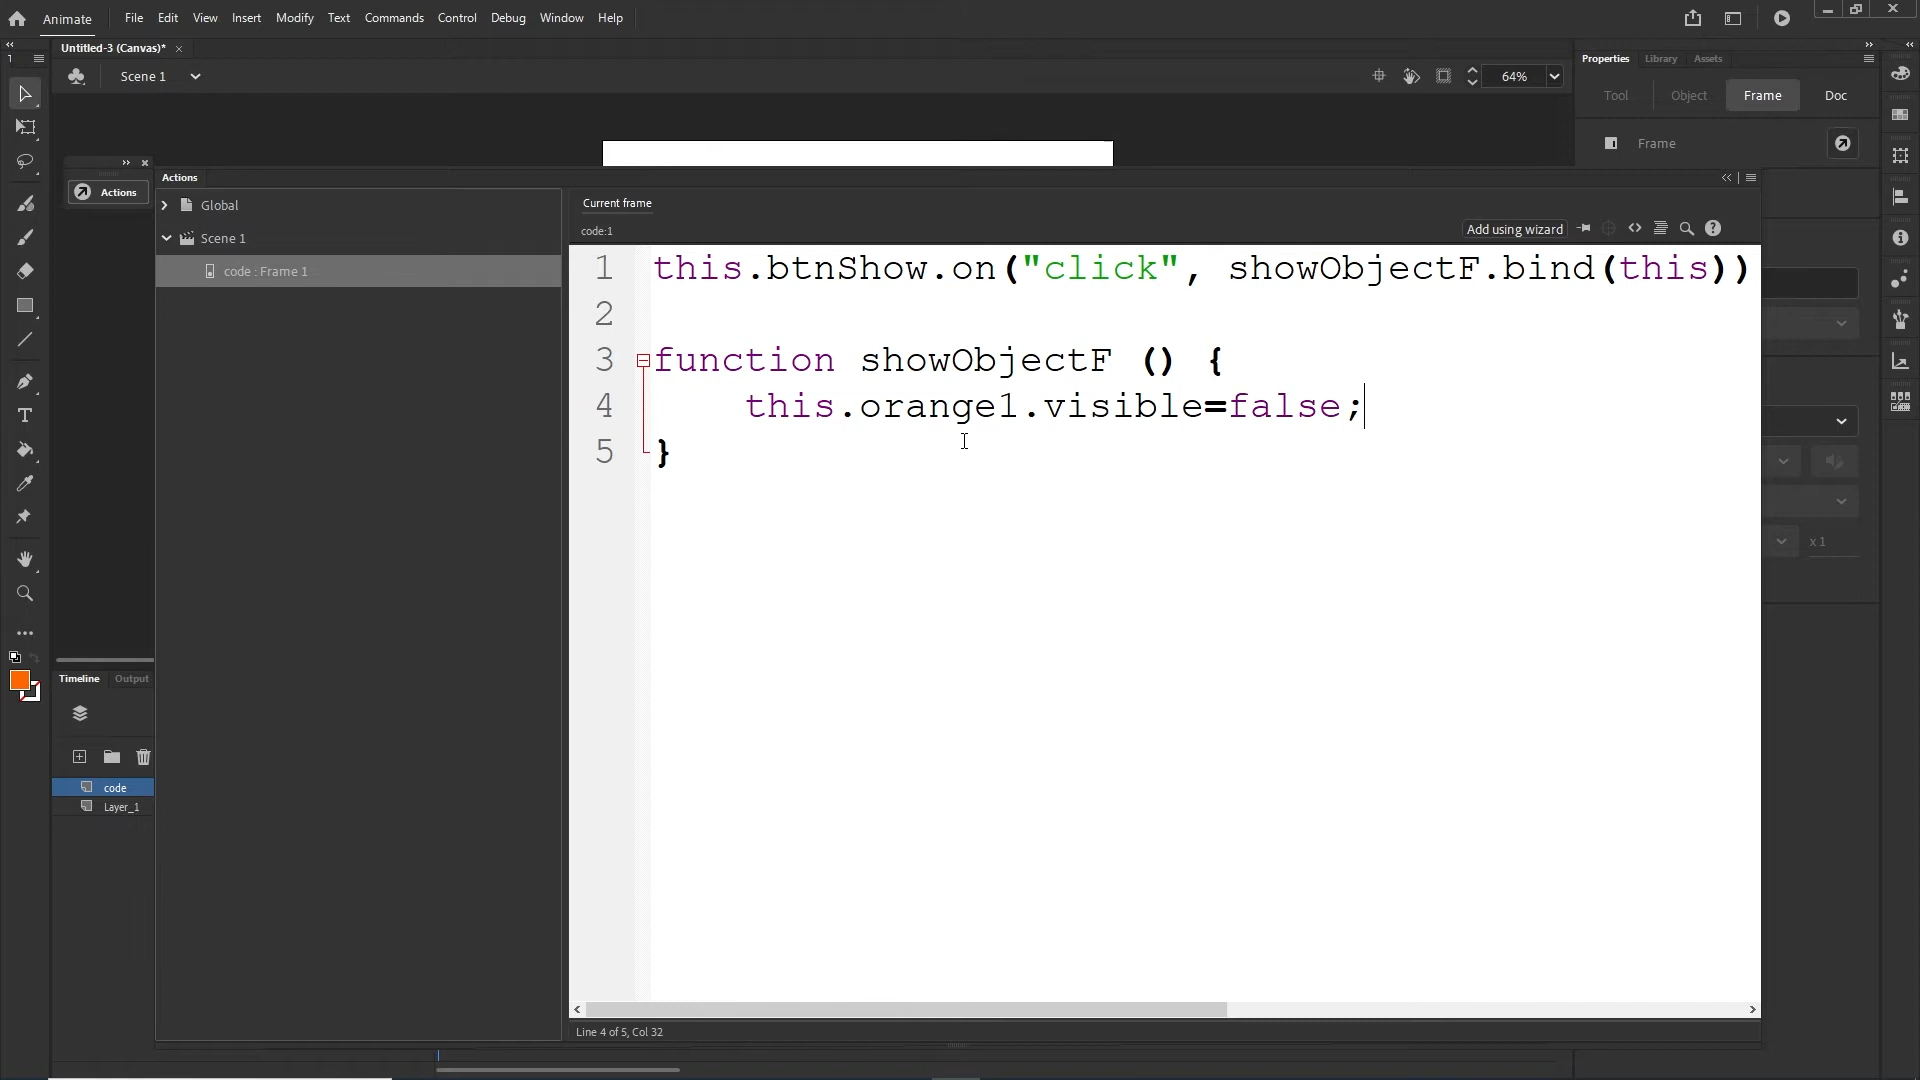 Animate File Edit View Insert Modify Text Commands Control Debug Window Help
Untitled-3 (Canvas)*
Scene 1
64%
Properties Library Assets
Tool Object Frame Doc
Frame
Actions
Actions
Global
Scene 1
code : Frame 1
Current frame
code:1
Add using wizard
1 this.btnShow.on("click", showObjectF.bind(this))
2
3 function showObjectF () {
4 this.orange1.visible=false;
5 }
x 1
Line 4 of 5, Col 32
Timeline Output
code
Layer_1